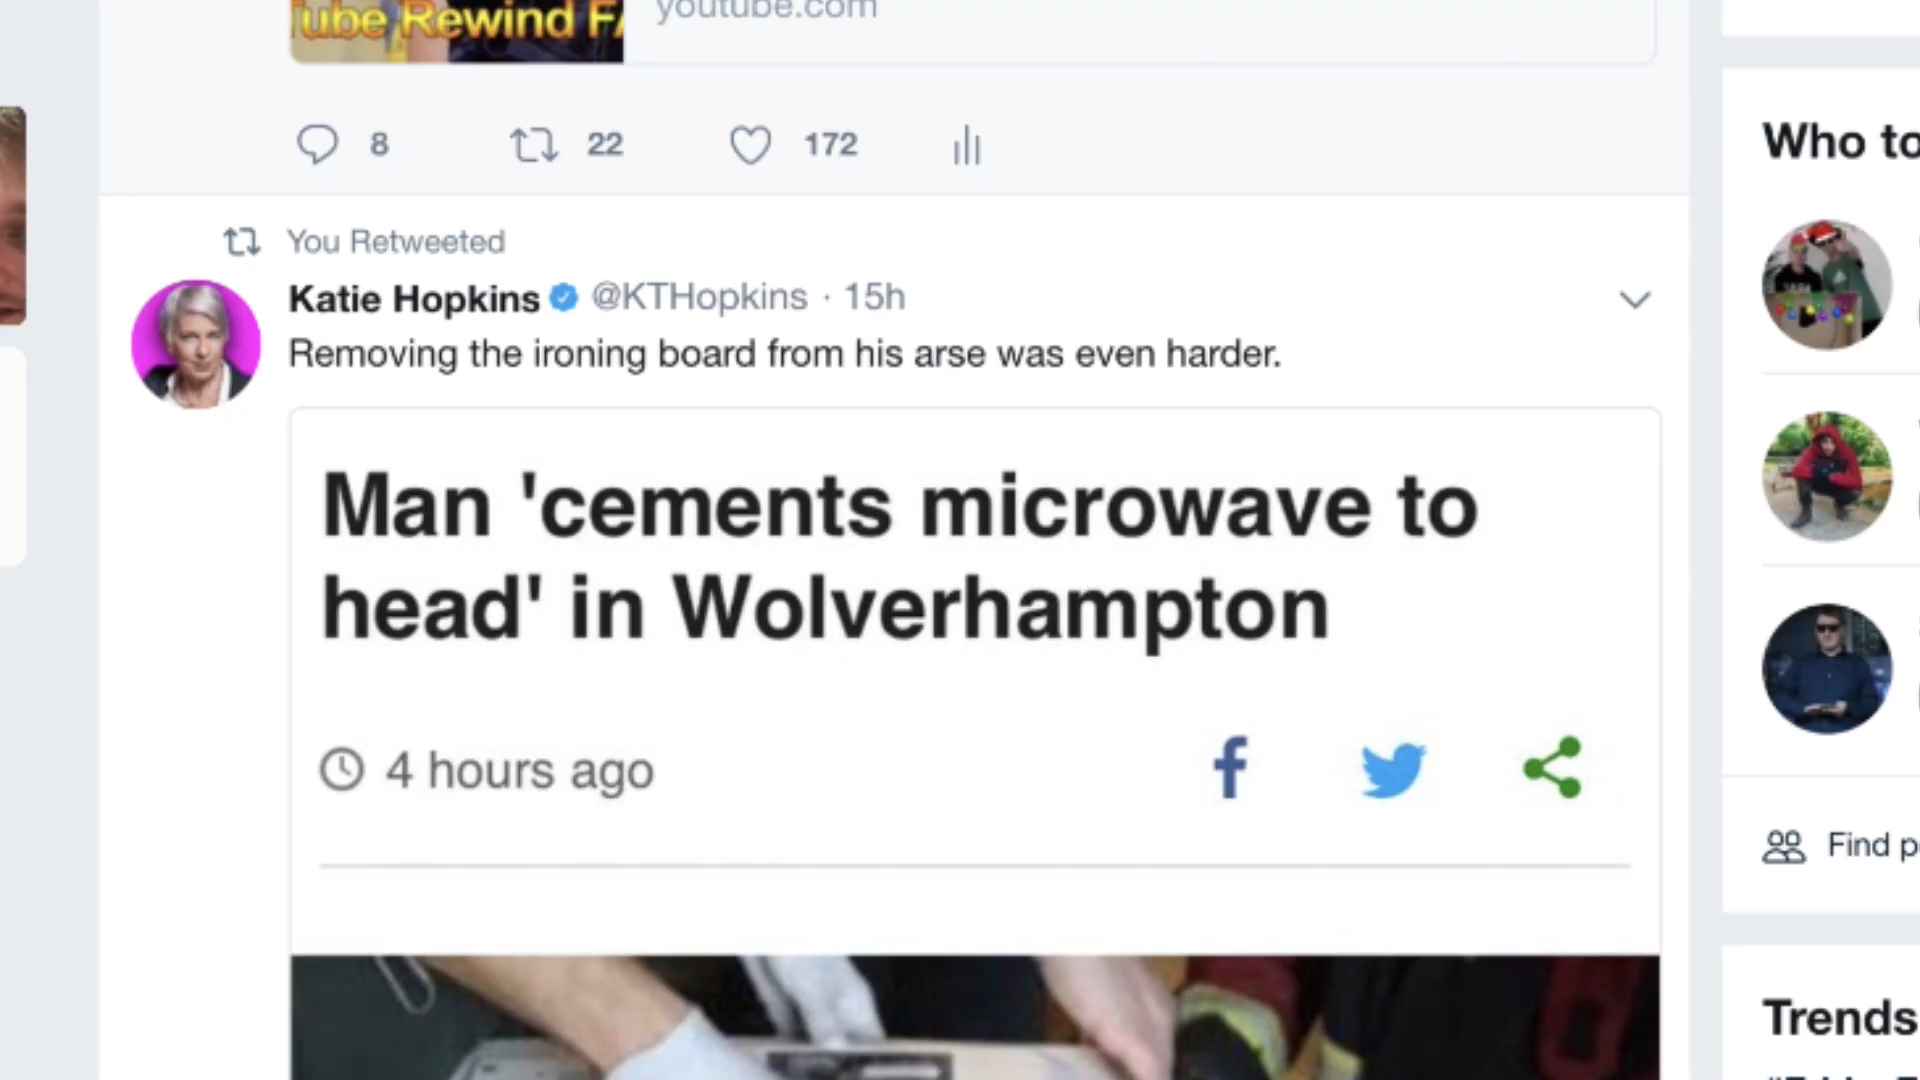 Tube Rewind F
youtube.com
8 22 172
You Retweeted
Katie Hopkins @KTHopkins · 15h
Removing the ironing board from his arse was even harder.
Man 'cements microwave to
head' in Wolverhampton
4 hours ago
Who to
Find p
Trends